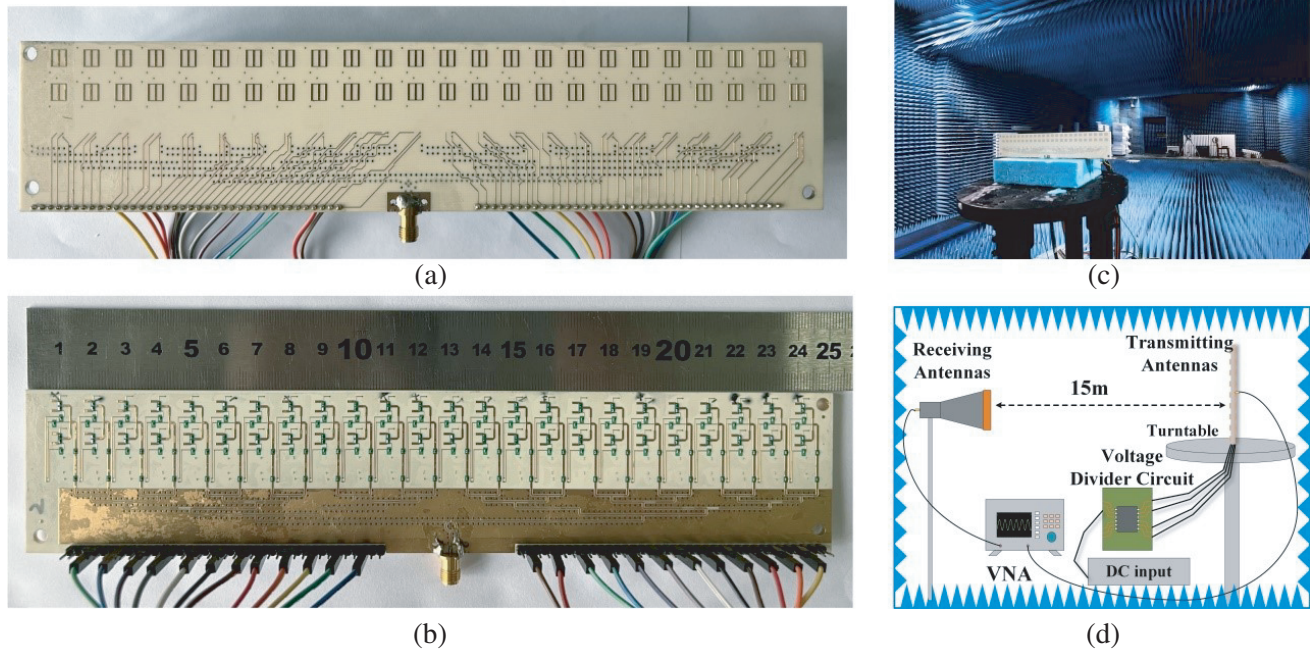 (a)
(c)
1 2 3 4 5 6 7 8 9 10 11 12 13 14 15 16 17 18 19 20 21 22 23 24 25
2
(b)
Receiving
Antennas
Transmitting
Antennas
15m
Turntable
Voltage
Divider Circuit
VNA
DC input
(d)